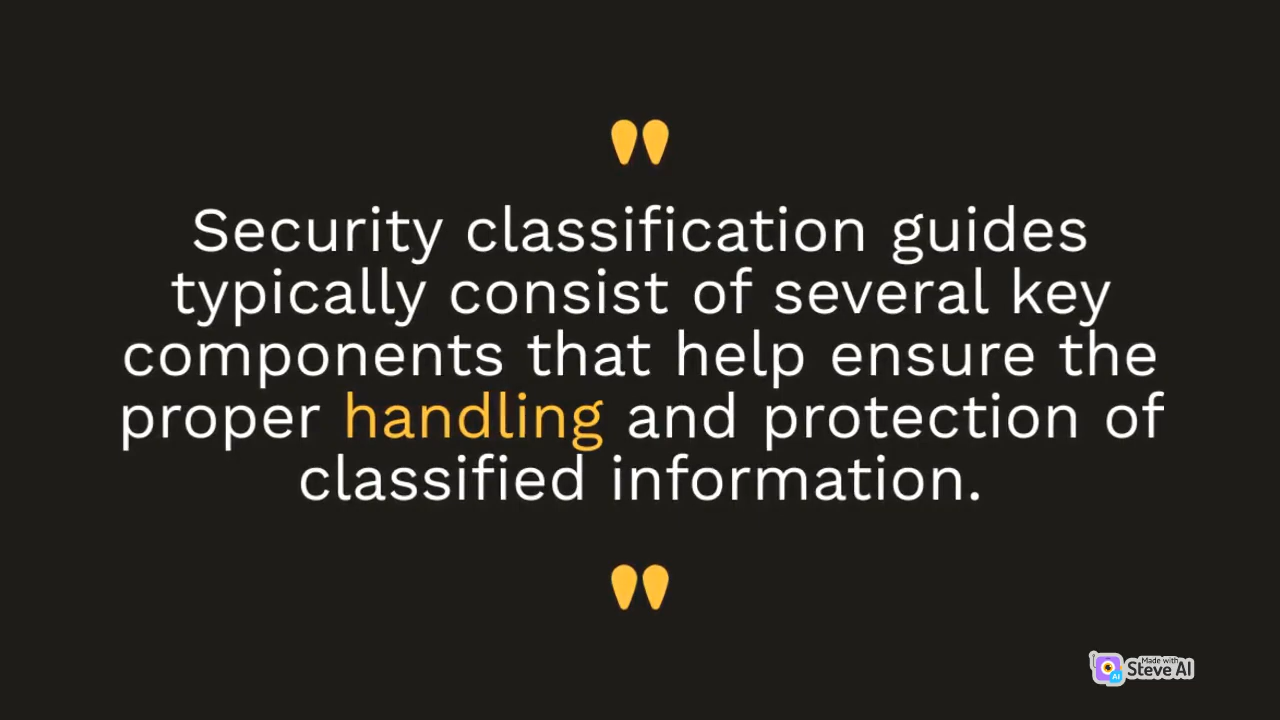 "
Security classification guides
typically consist of several key
components that help ensure the
proper handling and protection of
classified information.
"
Made with
Steve AI